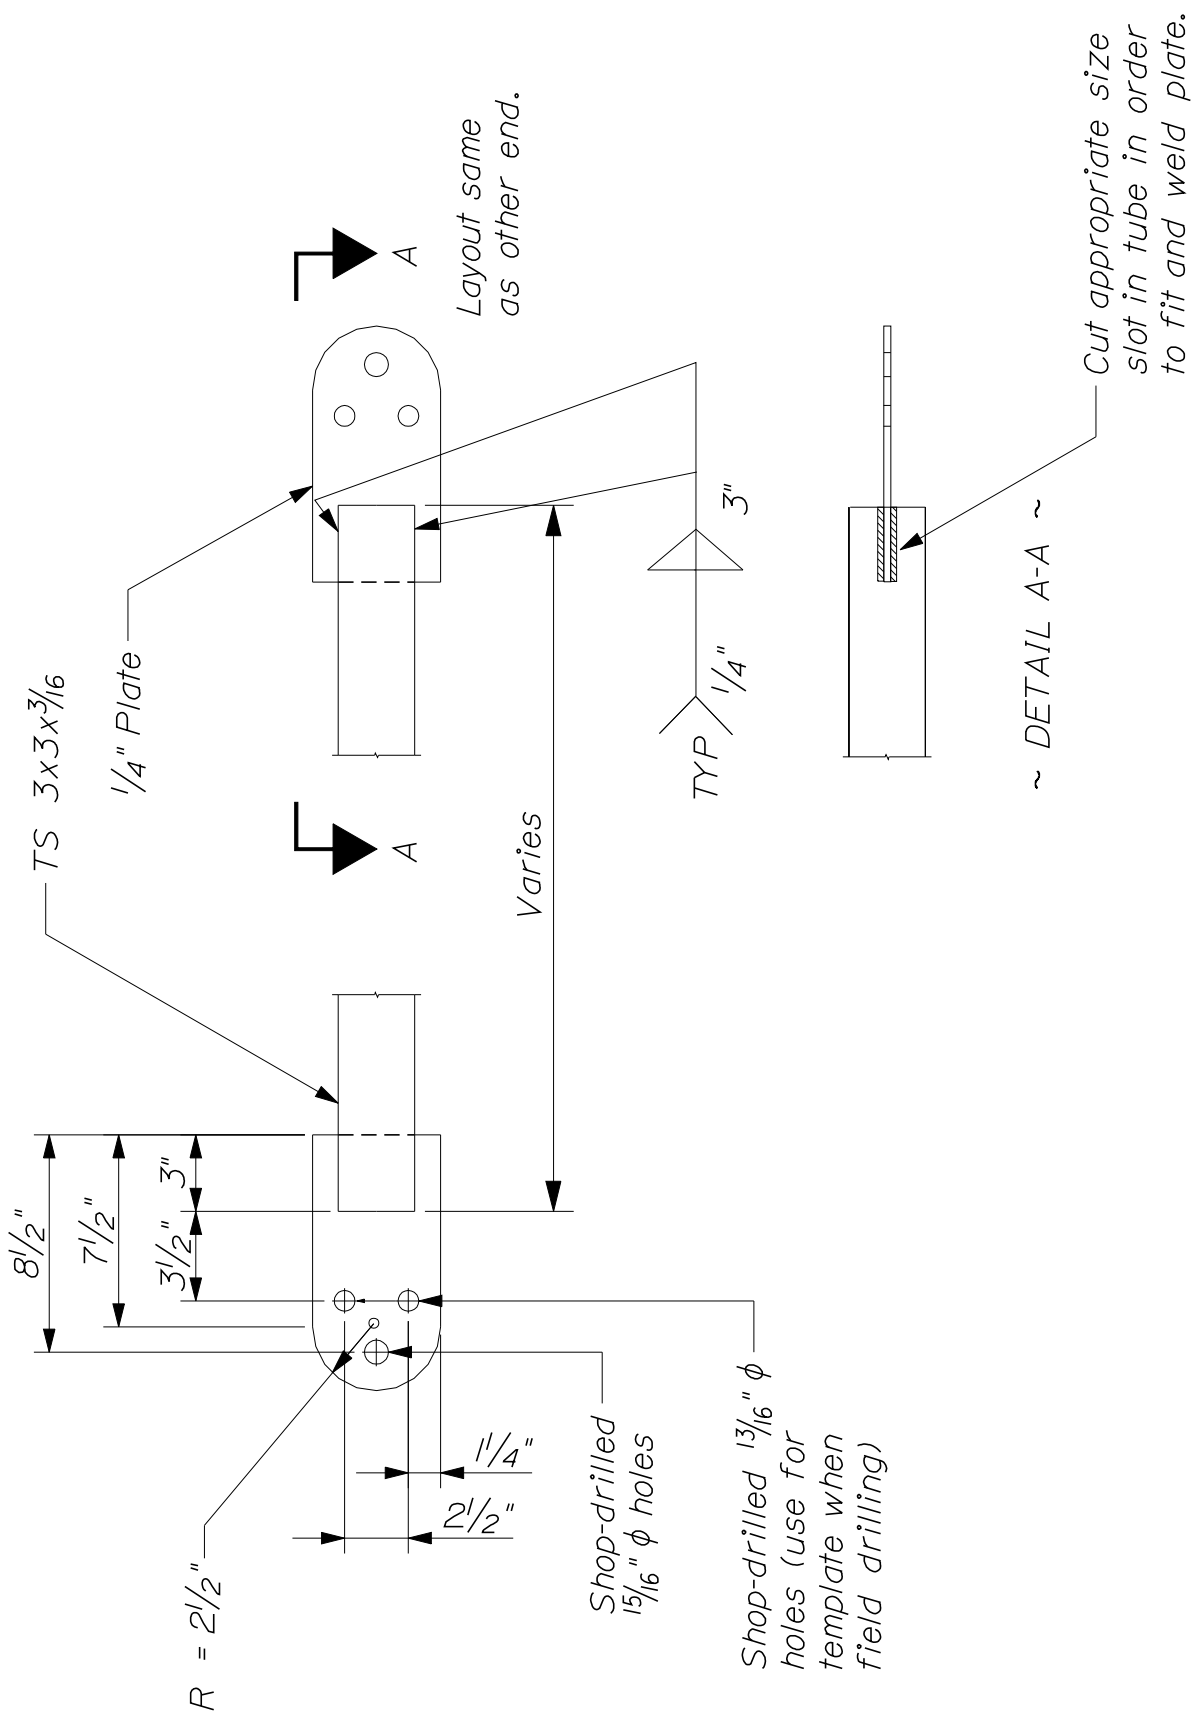 TS 3x3x3/16
1/4" Plate
8 1/2"
7 1/2"
3 1/2"
3"
R = 2 1/2"
A
A
Layout same
as other end.
Varies
1 1/4"
2 1/2"
Shop-drilled
15/16" ϕ holes
Shop-drilled 13/16" ϕ
holes (use for
template when
field drilling)
TYP
1/4"
3"
~ DETAIL A-A ~
Cut appropriate size
slot in tube in order
to fit and weld plate.